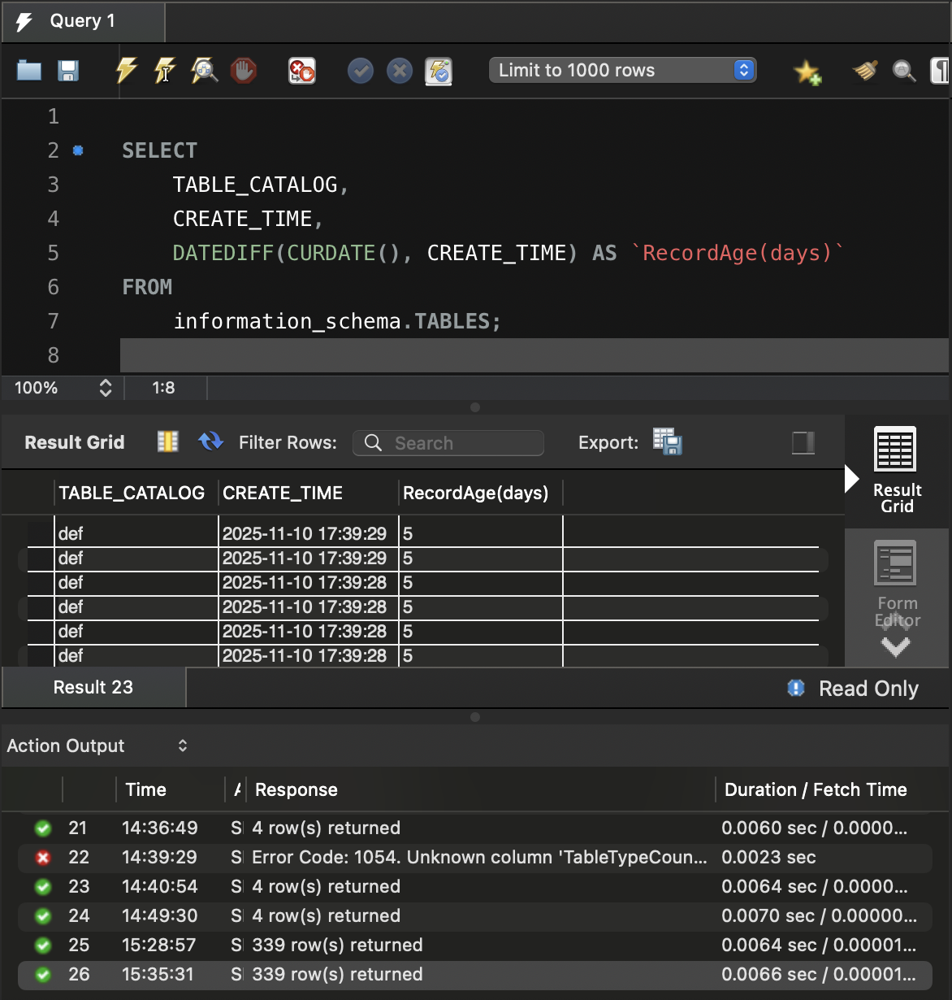 Query 1
Limit to 1000 rows
1
2 SELECT
3 TABLE_CATALOG,
4 CREATE_TIME,
5 DATEDIFF(CURDATE(), CREATE_TIME) AS `RecordAge(days)`
6 FROM
7 information_schema.TABLES;
8
100% 1:8
Result Grid Filter Rows: Search Export:
Result Grid
Form Editor
TABLE_CATALOG CREATE_TIME RecordAge(days)
def 2025-11-10 17:39:29 5
def 2025-11-10 17:39:29 5
def 2025-11-10 17:39:28 5
def 2025-11-10 17:39:28 5
def 2025-11-10 17:39:28 5
def 2025-11-10 17:39:28 5
Result 23 Read Only
Action Output
Time A Response Duration / Fetch Time
21 14:36:49 S 4 row(s) returned 0.0060 sec / 0.0000...
22 14:39:29 S Error Code: 1054. Unknown column 'TableTypeCoun... 0.0023 sec
23 14:40:54 S 4 row(s) returned 0.0064 sec / 0.0000...
24 14:49:30 S 4 row(s) returned 0.0070 sec / 0.00000...
25 15:28:57 S 339 row(s) returned 0.0064 sec / 0.00001...
26 15:35:31 S 339 row(s) returned 0.0066 sec / 0.00001...